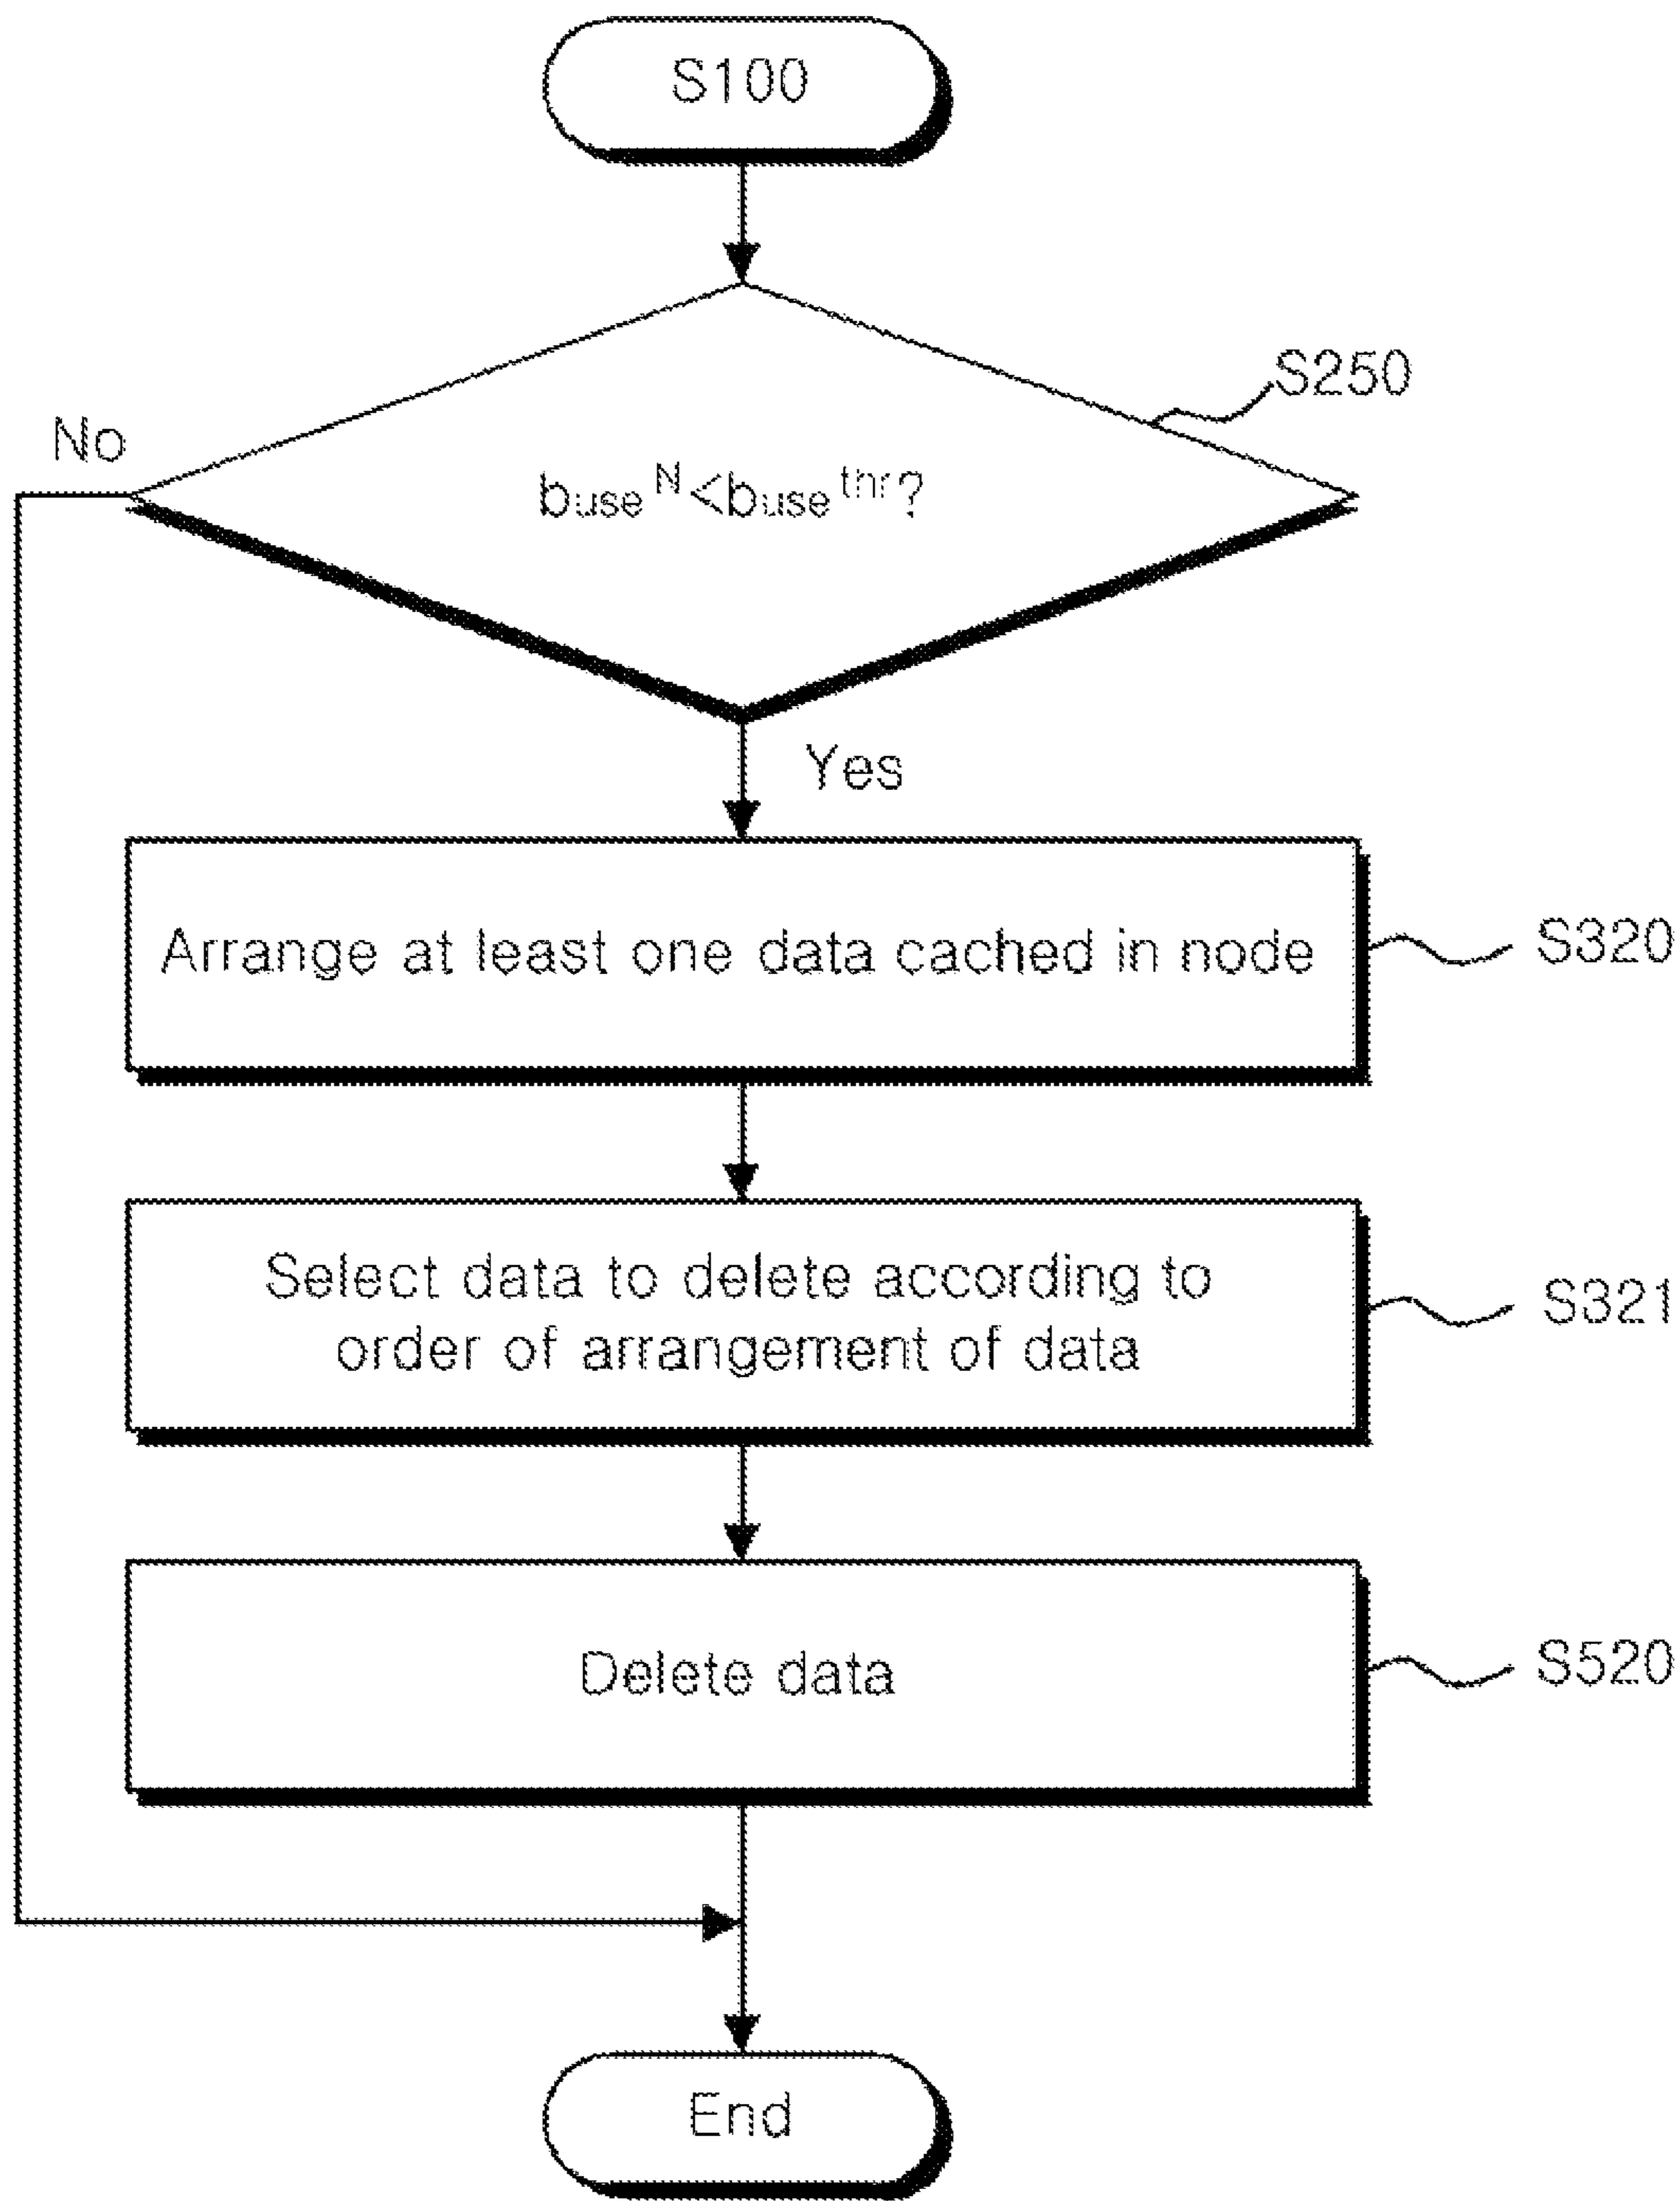 S100
S250
No
buse^N<buse^thr?
Yes
Arrange at least one data cached in node
S320
Select data to delete according to
order of arrangement of data
S321
Delete data
S520
End